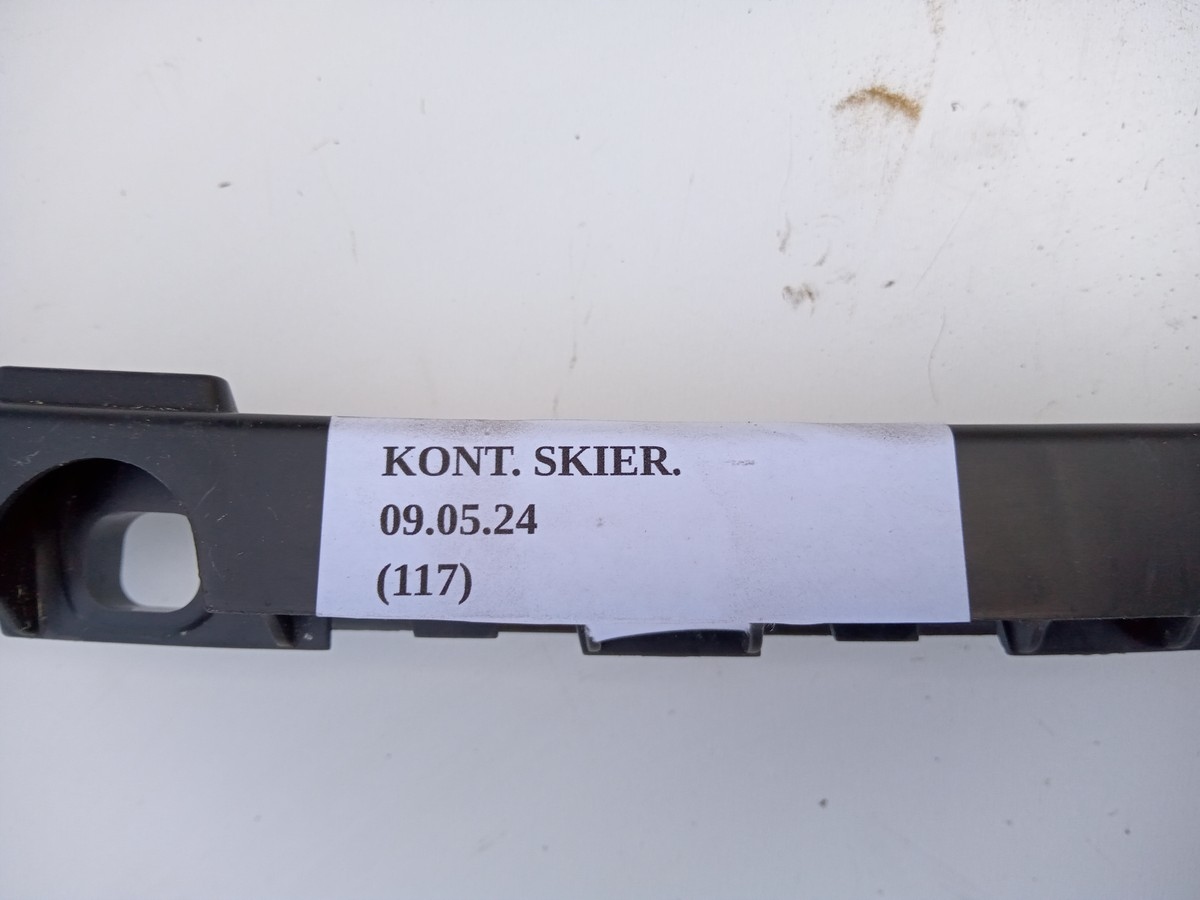 KONT. SKIER.
09.05.24
(117)